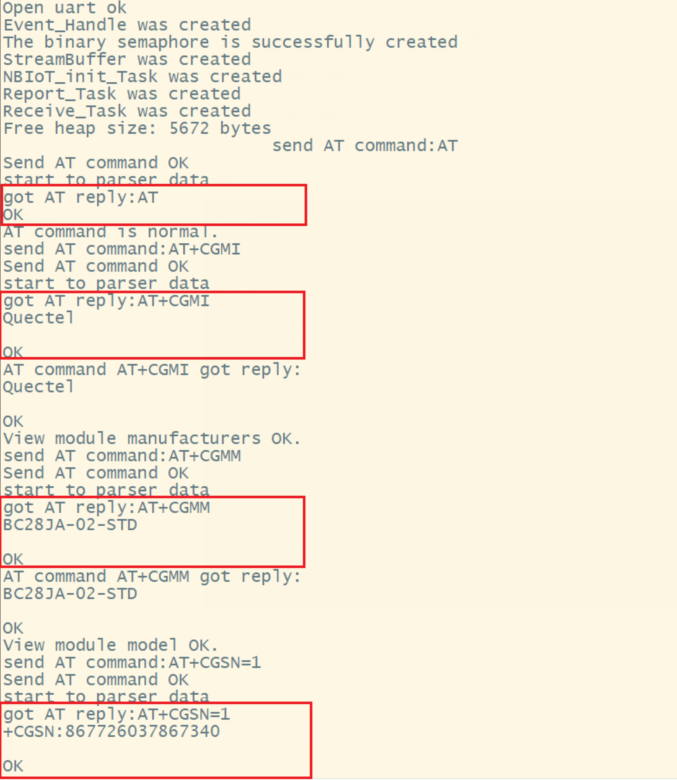 Open uart ok
Event_Handle was created
The binary semaphore is successfully created
StreamBuffer was created
NBIoT_init_Task was created
Report_Task was created
Receive_Task was created
Free heap size: 5672 bytes
send AT command:AT
Send AT command OK
start to parser data
got AT reply:AT
OK
AT command is normal.
send AT command:AT+CGMI
Send AT command OK
start to parser data
got AT reply:AT+CGMI
Quectel
OK
AT command AT+CGMI got reply:
Quectel
OK
View module manufacturers OK.
send AT command:AT+CGMM
Send AT command OK
start to parser data
got AT reply:AT+CGMM
BC28JA-02-STD
OK
AT command AT+CGMM got reply:
BC28JA-02-STD
OK
View module model OK.
send AT command:AT+CGSN=1
Send AT command OK
start to parser data
got AT reply:AT+CGSN=1
+CGSN:867726037867340
OK